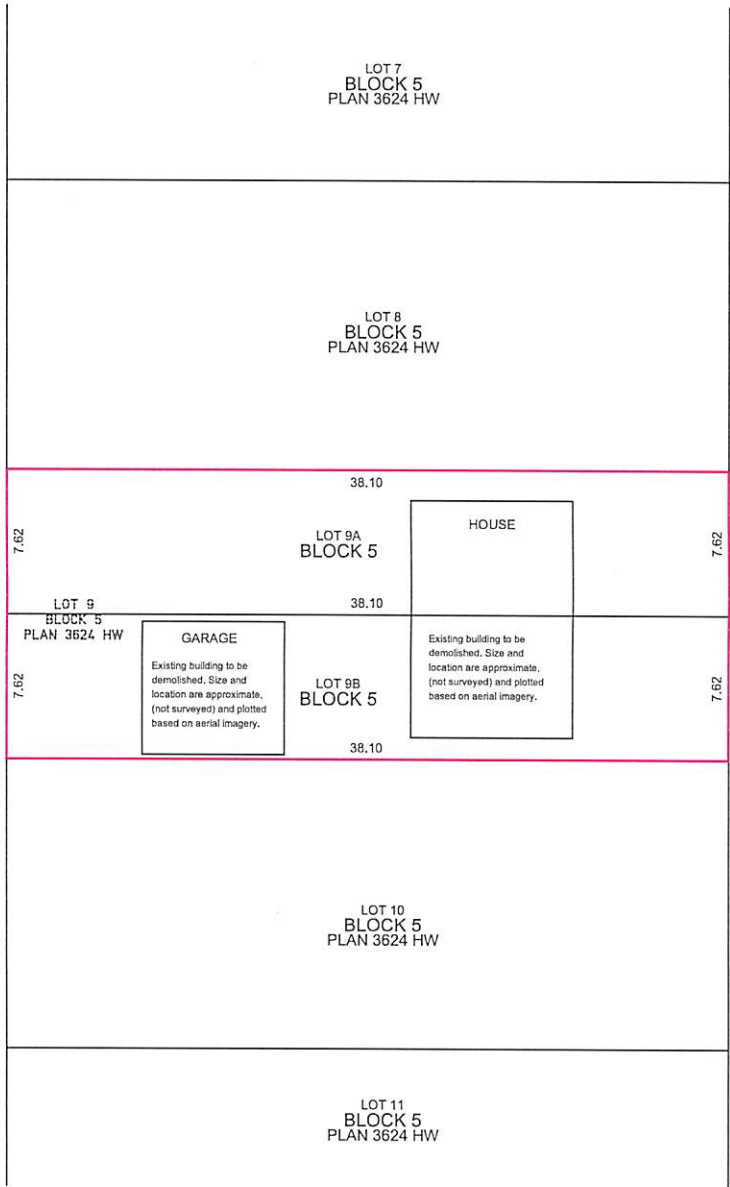 LOT 7
BLOCK 5
PLAN 3624 HW
LOT 8
BLOCK 5
PLAN 3624 HW
38.10
7.62
LOT 9A
BLOCK 5
HOUSE
7.62
38.10
LOT 9
BLOCK 5
PLAN 3624 HW
GARAGE
Existing building to be
demolished. Size and
location are approximate,
(not surveyed) and plotted
based on aerial imagery.
7.62
LOT 9B
BLOCK 5
Existing building to be
demolished. Size and
location are approximate,
(not surveyed) and plotted
based on aerial imagery.
7.62
38.10
LOT 10
BLOCK 5
PLAN 3624 HW
LOT 11
BLOCK 5
PLAN 3624 HW